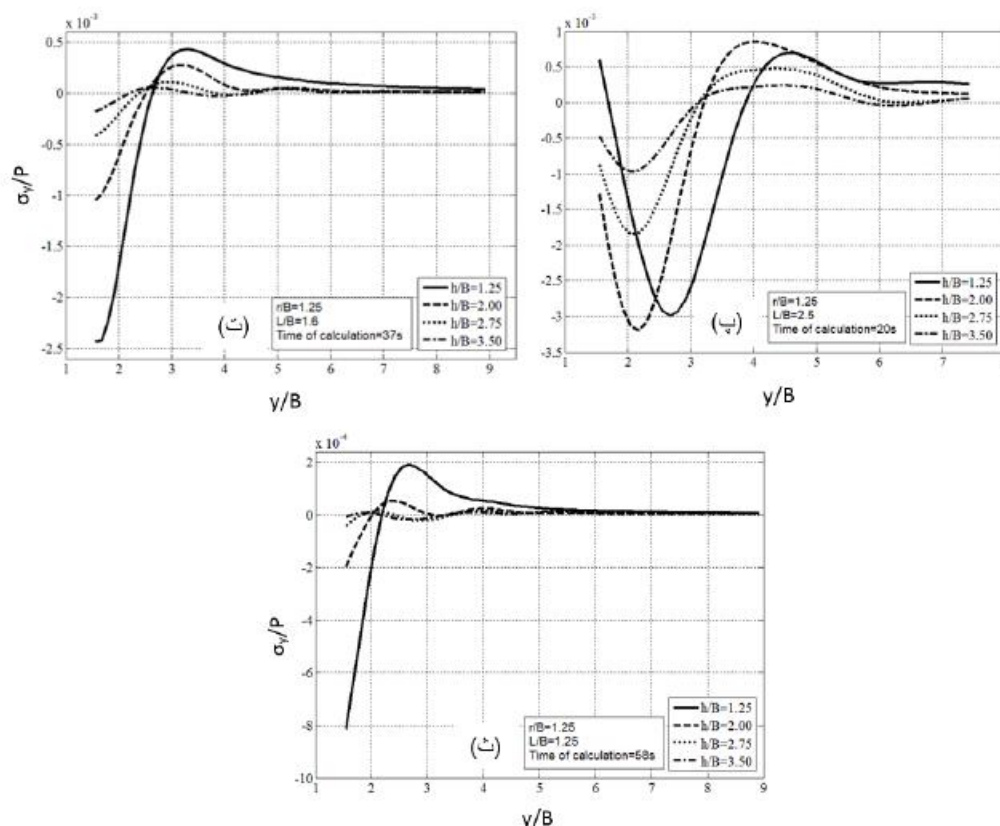 x 10⁻³
0.5
0
-0.5
-1
-1.5
-2
-2.5
σy/P
h/B=1.25
h/B=2.00
h/B=2.75
h/B=3.50
r/B=1.25
L/B=1.6
Time of calculation=37s
(ت)
1 2 3 4 5 6 7 8 9
y/B
x 10⁻³
1
0.5
0
-0.5
-1
-1.5
-2
-2.5
-3
-3.5
h/B=1.25
h/B=2.00
h/B=2.75
h/B=3.50
r/B=1.25
L/B=2.5
Time of calculation=20s
(پ)
1 2 3 4 5 6 7
y/B
x 10⁻⁴
2
0
-2
-4
-6
-8
-10
σy/P
h/B=1.25
h/B=2.00
h/B=2.75
h/B=3.50
r/B=1.25
L/B=1.25
Time of calculation=58s
(ث)
1 2 3 4 5 6 7 8 9
y/B